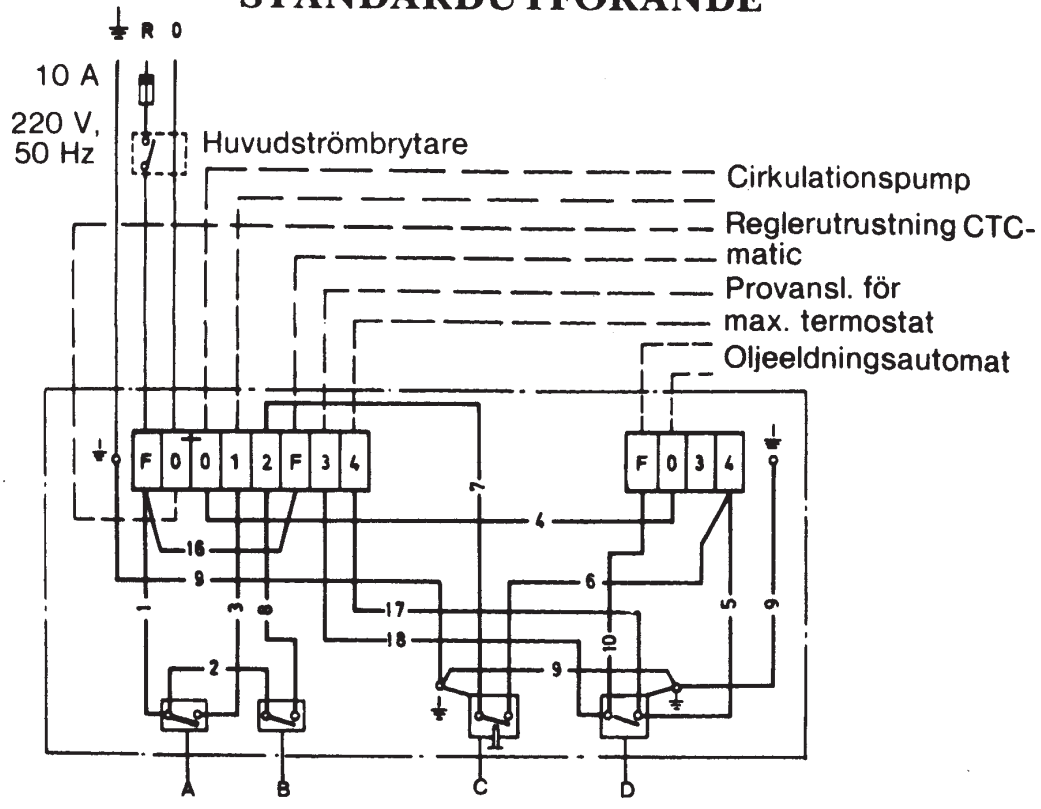 STANDARDUTFÖRANDE
R 0
10 A
220 V,
50 Hz
Huvudströmbrytare
Cirkulationspump
Reglerutrustning CTC-
matic
Provansl. för
max. termostat
Oljeeldningsautomat
F 0 0 1 2 F 3 4
F 0 3 4
7
4
16
9
6
1
3
8
17
5
9
18
10
2
9
A
B
C
D